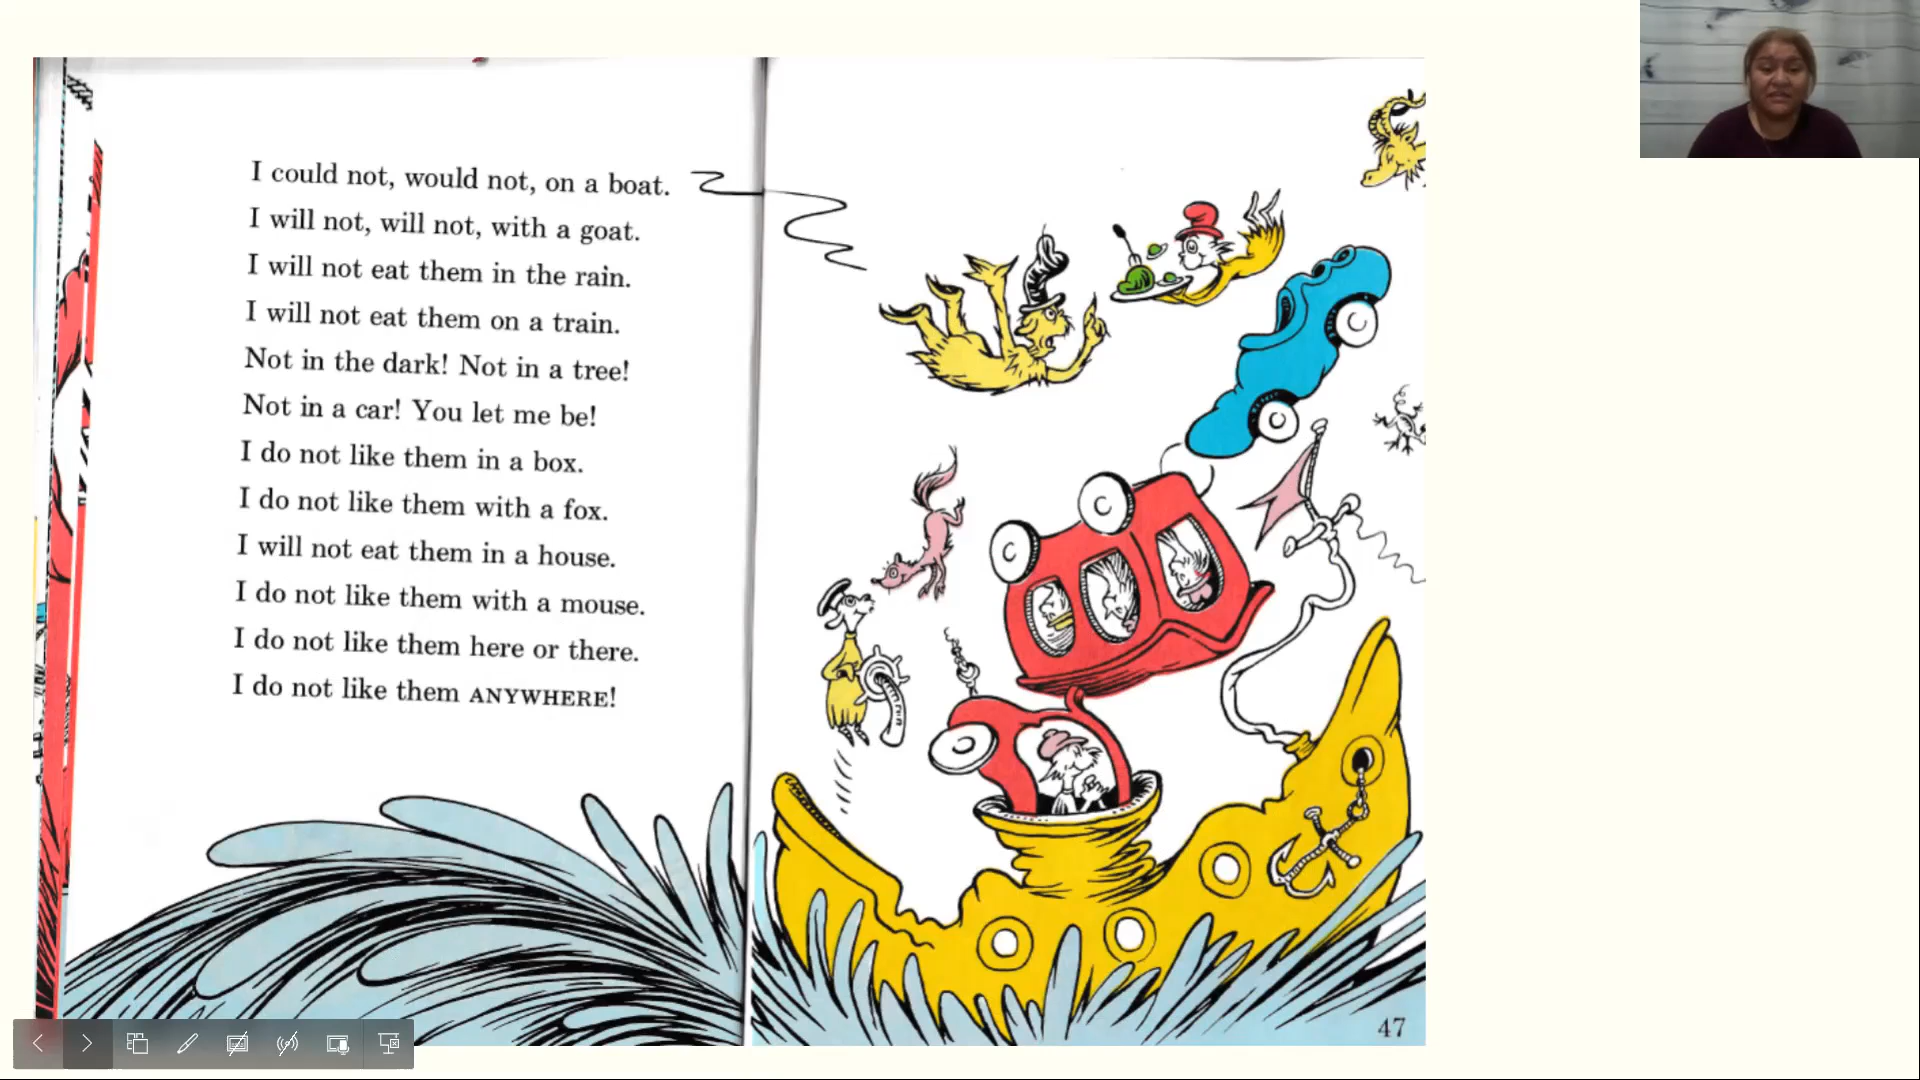 I could not, would not, on a boat.
I will not, will not, with a goat.
I will not eat them in the rain.
I will not eat them on a train.
Not in the dark! Not in a tree!
Not in a car! You let me be!
I do not like them in a box.
I do not like them with a fox.
I will not eat them in a house.
I do not like them with a mouse.
I do not like them here or there.
I do not like them ANYWHERE!
47